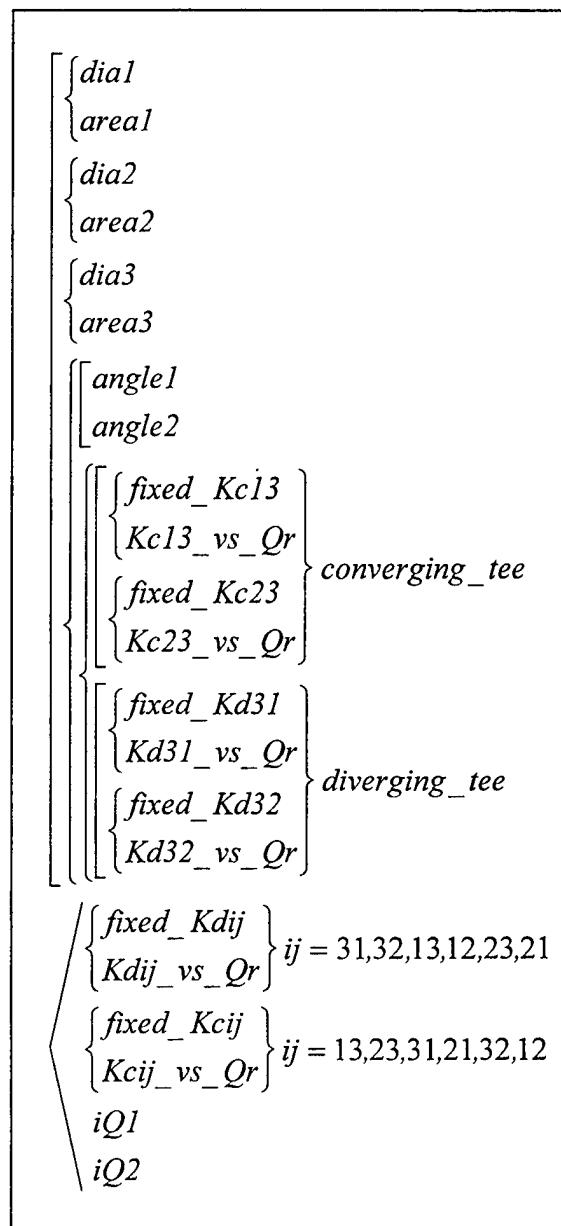 dia1
area1
dia2
area2
dia3
area3
angle1
angle2
fixed_Kc13
Kc13_vs_Qr
converging_tee
fixed_Kc23
Kc23_vs_Qr
fixed_Kd31
Kd31_vs_Qr
diverging_tee
fixed_Kd32
Kd32_vs_Qr
fixed_Kdij
Kdij_vs_Qr
ij = 31,32,13,12,23,21
fixed_Kcij
Kcij_vs_Qr
ij = 13,23,31,21,32,12
iQ1
iQ2